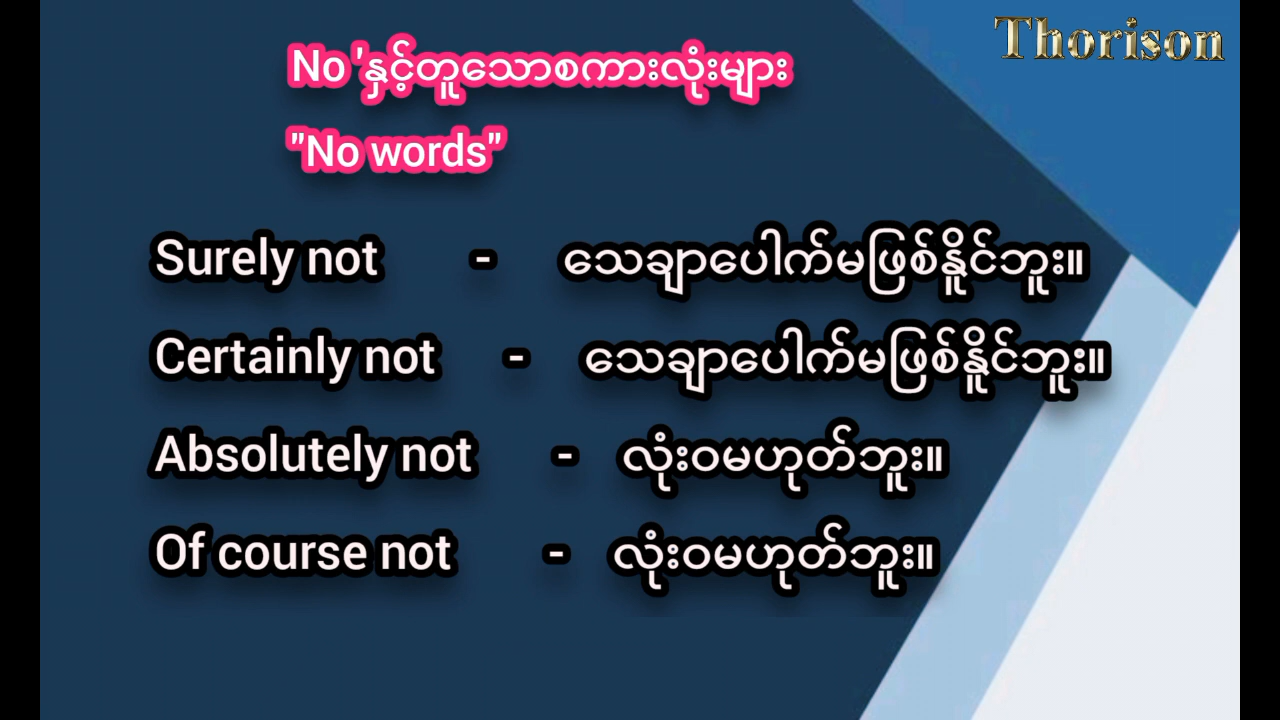 Thorison
No 'နှင့်တူသောစကားလုံးများ
"No words"
Surely not - သေချာပေါက်မဖြစ်နိူင်ဘူး။
Certainly not - သေချာပေါက်မဖြစ်နိူင်ဘူး။
Absolutely not - လုံးဝမဟုတ်ဘူး။
Of course not - လုံးဝမဟုတ်ဘူး။